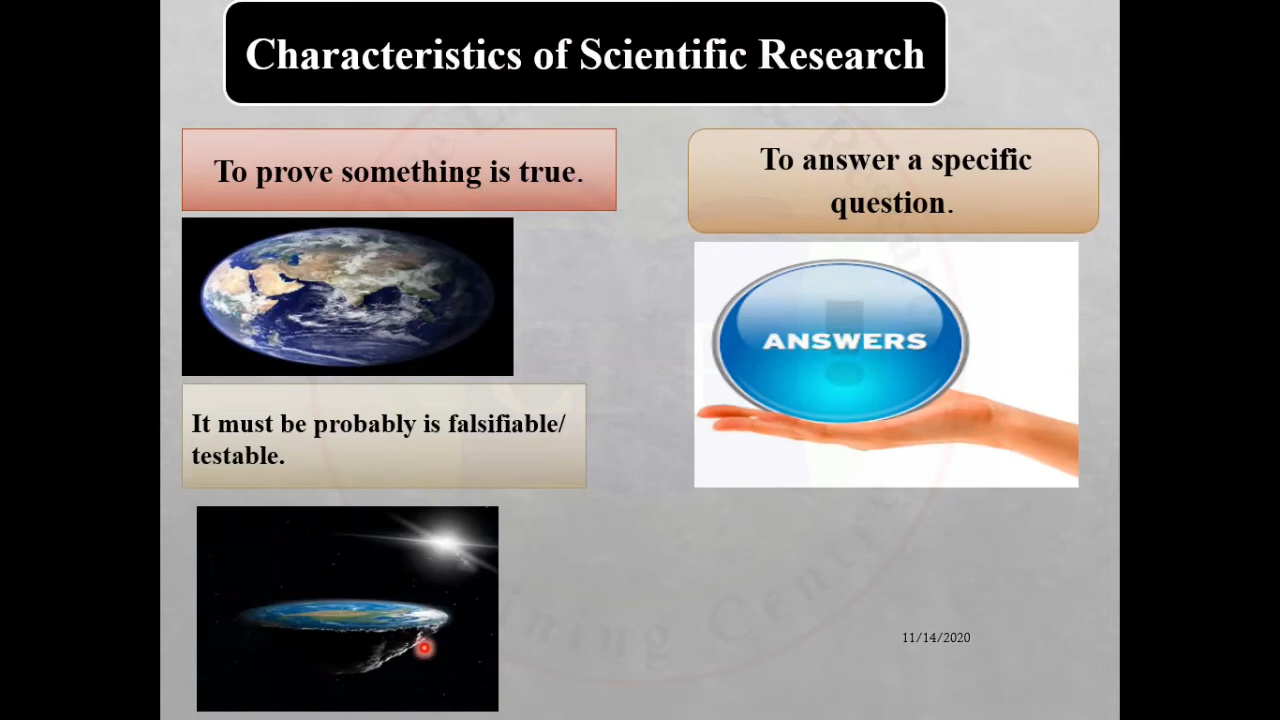 Characteristics of Scientific Research
To prove something is true.
To answer a specific
question.
ANSWERS
It must be probably is falsifiable/
testable.
11/14/2020